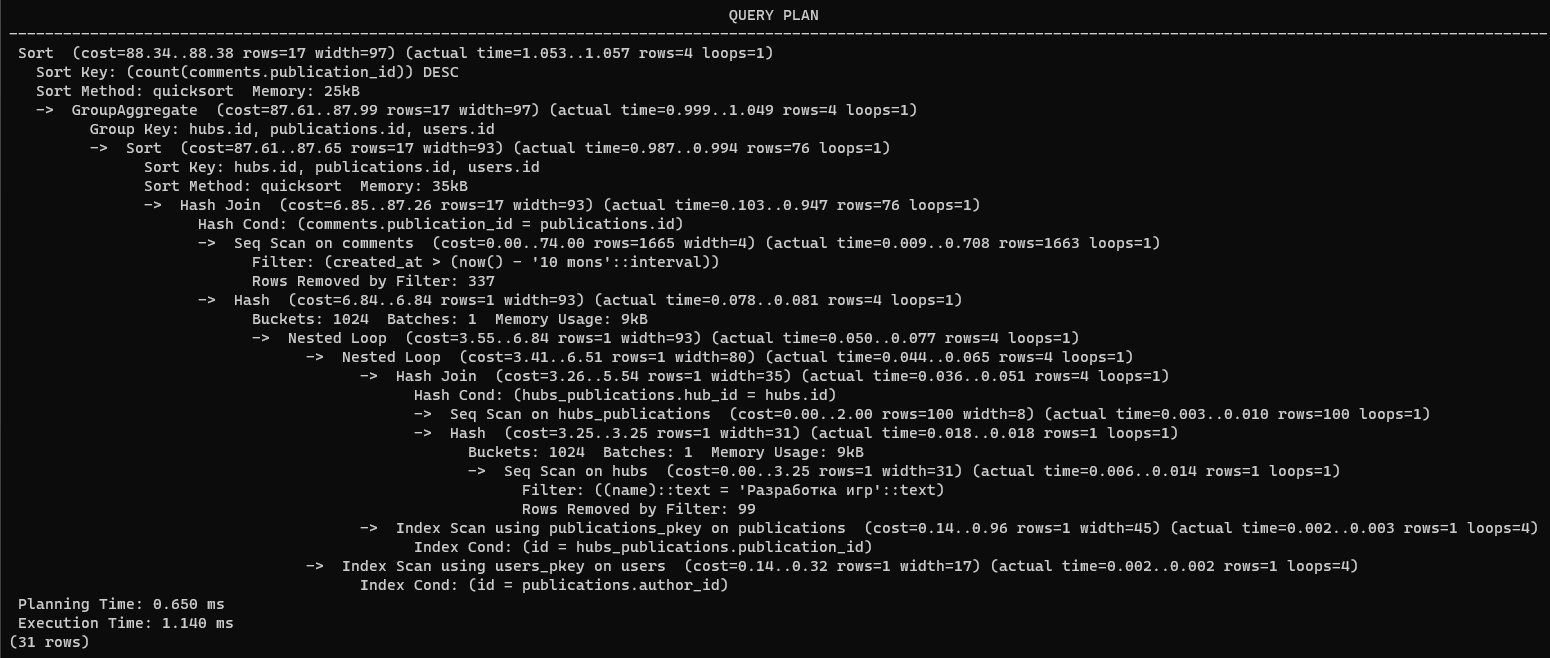 QUERY PLAN
----------------------------------------------------------------------------------------------------------------------------------------------------------------------------
Sort  (cost=88.34..88.38 rows=17 width=97) (actual time=1.053..1.057 rows=4 loops=1)
  Sort Key: (count(comments.publication_id)) DESC
  Sort Method: quicksort  Memory: 25kB
  ->  GroupAggregate  (cost=87.61..87.99 rows=17 width=97) (actual time=0.999..1.049 rows=4 loops=1)
        Group Key: hubs.id, publications.id, users.id
        ->  Sort  (cost=87.61..87.65 rows=17 width=93) (actual time=0.987..0.994 rows=76 loops=1)
              Sort Key: hubs.id, publications.id, users.id
              Sort Method: quicksort  Memory: 35kB
              ->  Hash Join  (cost=6.85..87.26 rows=17 width=93) (actual time=0.103..0.947 rows=76 loops=1)
                    Hash Cond: (comments.publication_id = publications.id)
                    ->  Seq Scan on comments  (cost=0.00..74.00 rows=1665 width=4) (actual time=0.009..0.708 rows=1663 loops=1)
                          Filter: (created_at > (now() - '10 mons'::interval))
                          Rows Removed by Filter: 337
                    ->  Hash  (cost=6.84..6.84 rows=1 width=93) (actual time=0.078..0.081 rows=4 loops=1)
                          Buckets: 1024  Batches: 1  Memory Usage: 9kB
                          ->  Nested Loop  (cost=3.55..6.84 rows=1 width=93) (actual time=0.050..0.077 rows=4 loops=1)
                                ->  Nested Loop  (cost=3.41..6.51 rows=1 width=80) (actual time=0.044..0.065 rows=4 loops=1)
                                      ->  Hash Join  (cost=3.26..5.54 rows=1 width=35) (actual time=0.036..0.051 rows=4 loops=1)
                                            Hash Cond: (hubs_publications.hub_id = hubs.id)
                                            ->  Seq Scan on hubs_publications  (cost=0.00..2.00 rows=100 width=8) (actual time=0.003..0.010 rows=100 loops=1)
                                            ->  Hash  (cost=3.25..3.25 rows=1 width=31) (actual time=0.018..0.018 rows=1 loops=1)
                                                  Buckets: 1024  Batches: 1  Memory Usage: 9kB
                                                  ->  Seq Scan on hubs  (cost=0.00..3.25 rows=1 width=31) (actual time=0.006..0.014 rows=1 loops=1)
                                                        Filter: ((name)::text = 'Разработка игр'::text)
                                                        Rows Removed by Filter: 99
                                      ->  Index Scan using publications_pkey on publications  (cost=0.14..0.96 rows=1 width=45) (actual time=0.002..0.003 rows=1 loops=4)
                                            Index Cond: (id = hubs_publications.publication_id)
                                ->  Index Scan using users_pkey on users  (cost=0.14..0.32 rows=1 width=17) (actual time=0.002..0.002 rows=1 loops=4)
                                      Index Cond: (id = publications.author_id)
Planning Time: 0.650 ms
Execution Time: 1.140 ms
(31 rows)